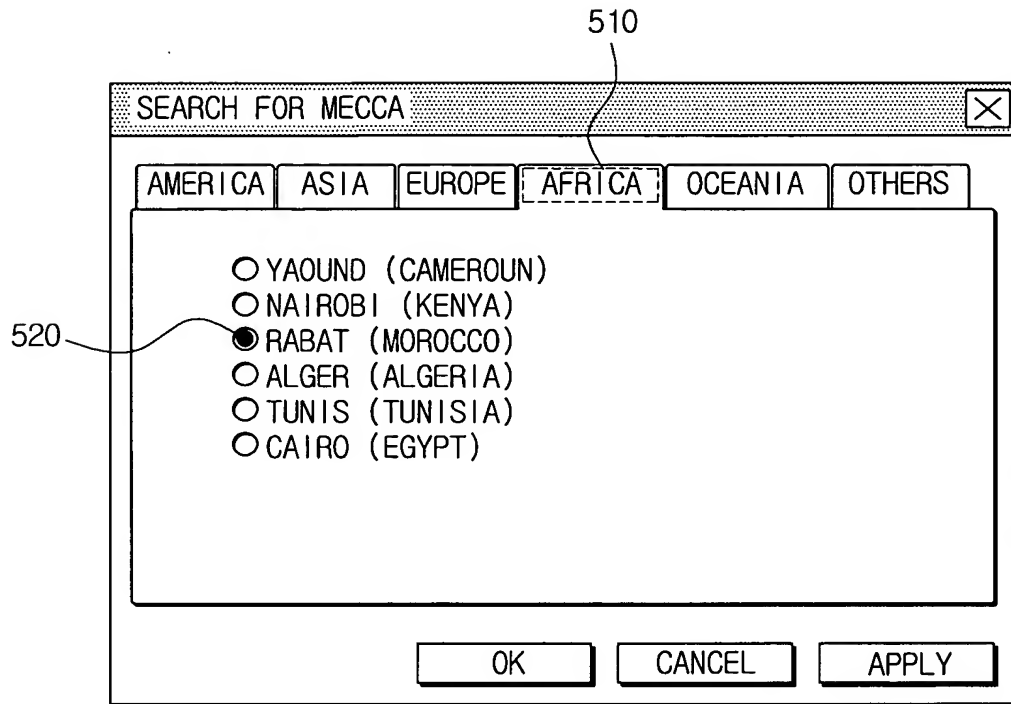 510
SEARCH FOR MECCA
AMERICA ASIA EUROPE AFRICA OCEANIA OTHERS
YAOUND (CAMEROUN)
NAIROBI (KENYA)
520 RABAT (MOROCCO)
ALGER (ALGERIA)
TUNIS (TUNISIA)
CAIRO (EGYPT)
OK CANCEL APPLY